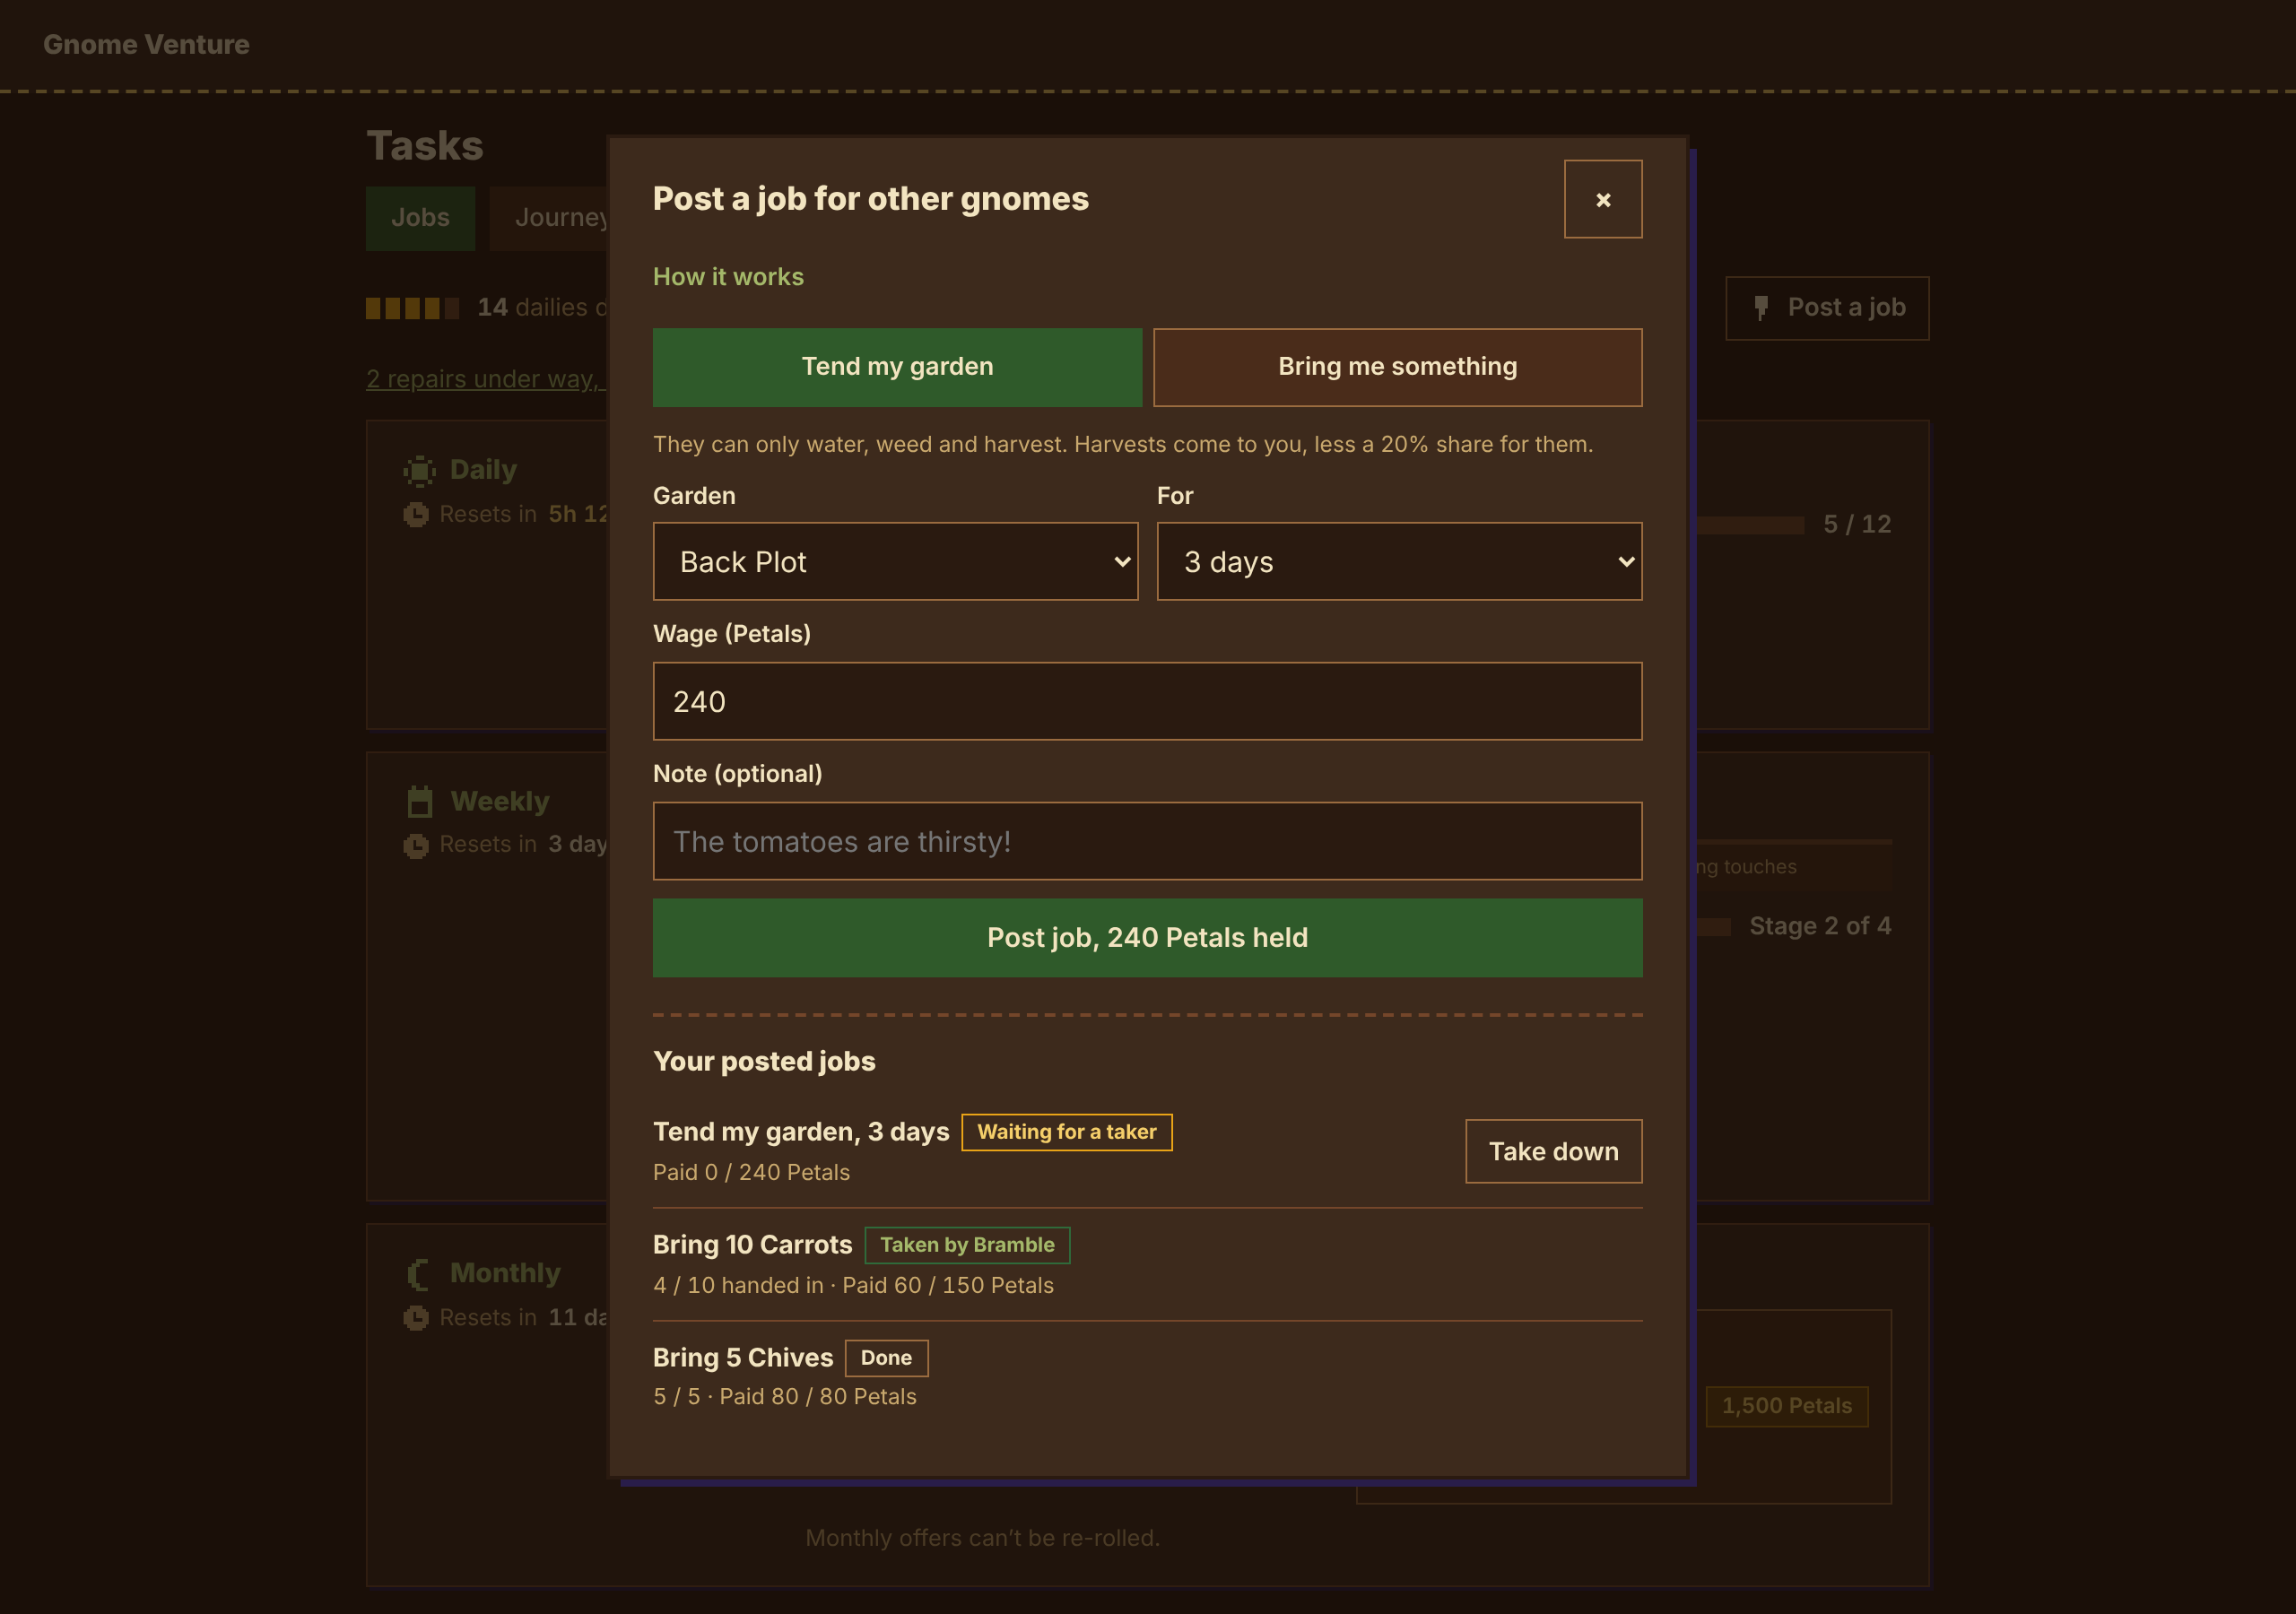 Gnome Venture
Tasks
Jobs
Journey
14 dailies
2 repairs under way,
Post a job
Daily
Resets in 5h 12
5 / 12
Weekly
Resets in 3 day
ng touches
Stage 2 of 4
Monthly
Resets in 11 da
1,500 Petals
Monthly offers can't be re-rolled.
Post a job for other gnomes
×
How it works
Tend my garden
Bring me something
They can only water, weed and harvest. Harvests come to you, less a 20% share for them.
Garden
For
Back Plot
3 days
Wage (Petals)
240
Note (optional)
The tomatoes are thirsty!
Post job, 240 Petals held
Your posted jobs
Tend my garden, 3 days Waiting for a taker
Paid 0 / 240 Petals
Take down
Bring 10 Carrots Taken by Bramble
4 / 10 handed in · Paid 60 / 150 Petals
Bring 5 Chives Done
5 / 5 · Paid 80 / 80 Petals